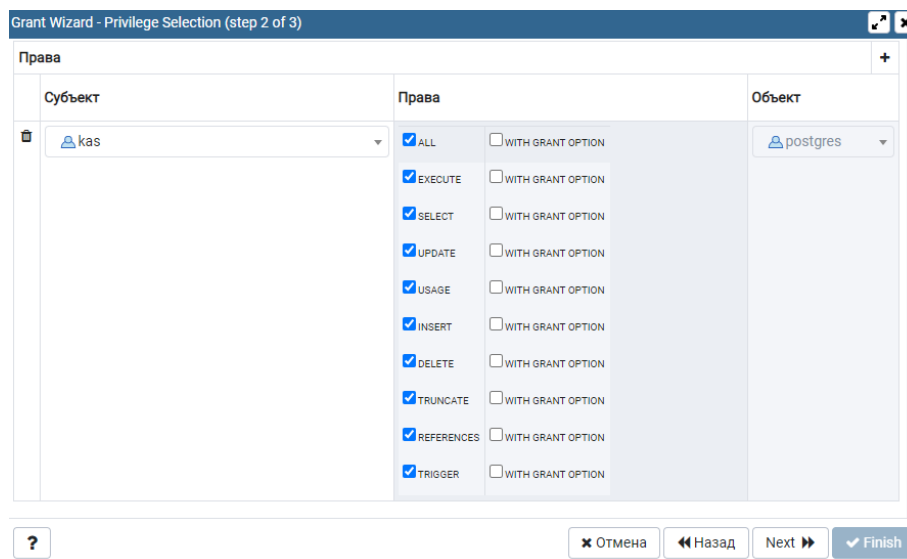 Grant Wizard - Privilege Selection (step 2 of 3)
Права
Субъект Права Объект
kas ALL WITH GRANT OPTION postgres
EXECUTE WITH GRANT OPTION
SELECT WITH GRANT OPTION
UPDATE WITH GRANT OPTION
USAGE WITH GRANT OPTION
INSERT WITH GRANT OPTION
DELETE WITH GRANT OPTION
TRUNCATE WITH GRANT OPTION
REFERENCES WITH GRANT OPTION
TRIGGER WITH GRANT OPTION
? Отмена Назад Next Finish